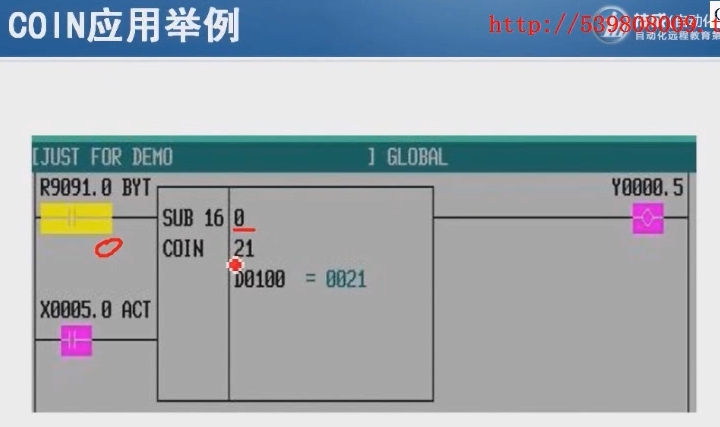 COIN应用举例
http://539808009.t
自动化远程教育第
[JUST FOR DEMO ] GLOBAL
R9091.0 BYT
Y0000.5
SUB 16 0
COIN 21
D0100 = 0021
X0005.0 ACT